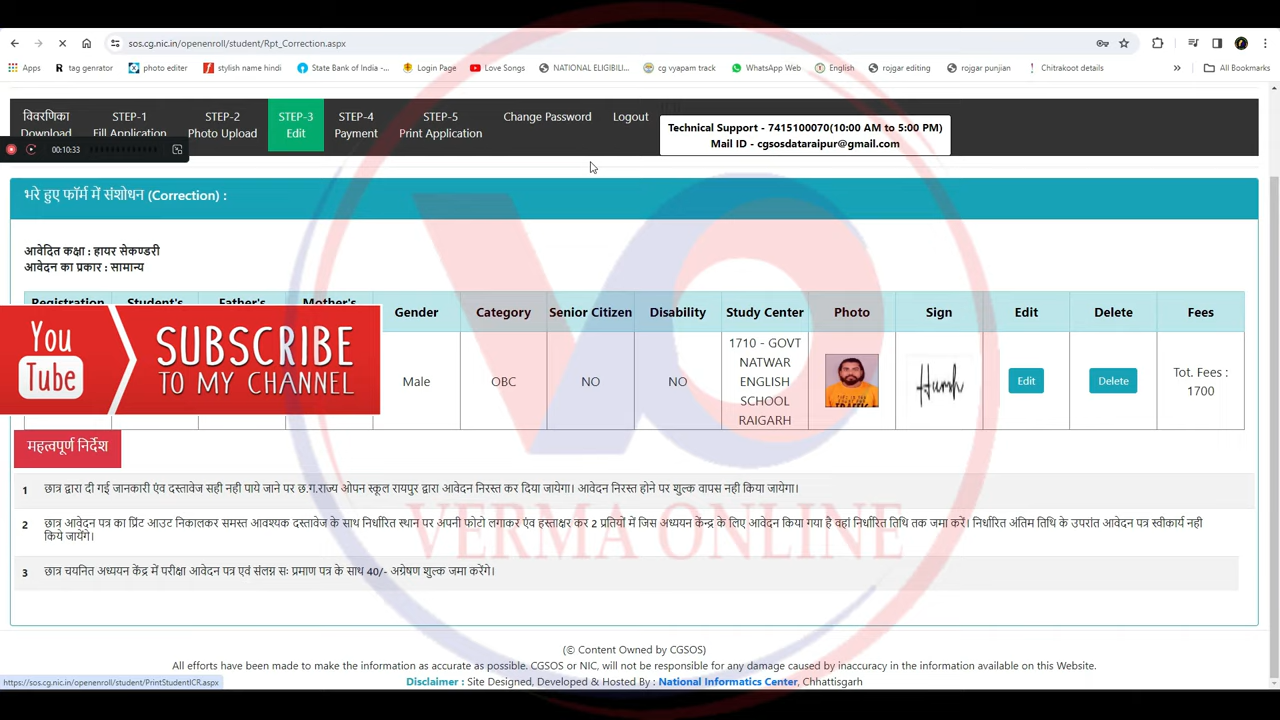 sos.cg.nic.in/openenroll/student/Rpt_Correction.aspx
Apps tag genrator photo editer stylish name hindi State Bank of India -... Login Page Love Songs NATIONAL ELIGIBILI... cg vyapam track WhatsApp Web English rojgar editing rojgar punjian Chitrakoot details » All Bookmarks
विवरणिका STEP-1 STEP-2 STEP-3 STEP-4 STEP-5 Change Password Logout
Download Fill Application Photo Upload Edit Payment Print Application
Technical Support - 7415100070(10:00 AM to 5:00 PM)
Mail ID - cgsosdataraipur@gmail.com
00:10:33
भरे हुए फॉर्म में संशोधन (Correction) :
आवेदित कक्षा : हायर सेकण्डरी
आवेदन का प्रकार : सामान्य
Registration Student's Father's Mother's Gender Category Senior Citizen Disability Study Center Photo Sign Edit Delete Fees
You
Tube
SUBSCRIBE
TO MY CHANNEL
Male OBC NO NO
1710 - GOVT
NATWAR
ENGLISH
SCHOOL
RAIGARH
Edit Delete
Tot. Fees :
1700
महत्वपूर्ण निर्देश
1 छात्र द्वारा दी गई जानकारी एंव दस्तावेज सही नही पाये जाने पर छ.ग.राज्य ओपन स्कूल रायपुर द्वारा आवेदन निरस्त कर दिया जायेगा। आवेदन निरस्त होने पर शुल्क वापस नही किया जायेगा।
2 छात्र आवेदन पत्र का प्रिंट आउट निकालकर समस्त आवश्यक दस्तावेज के साथ निर्धारित स्थान पर अपनी फोटो लगाकर एंव हस्ताक्षर कर 2 प्रतियों में जिस अध्ययन केंन्द्र के लिए आवेदन किया गया है वहां निर्धारित तिथि तक जमा करें। निर्धारित अंतिम तिथि के उपरांत आवेदन पत्र स्वीकार्य नही
किये जायेंगे।
3 छात्र चयनित अध्ययन केंद्र में परीक्षा आवेदन पत्र एवं संलग्न सः प्रमाण पत्र के साथ 40/- अग्रेषण शुल्क जमा करेंगे।
VERMA ONLINE
(© Content Owned by CGSOS)
All efforts have been made to make the information as accurate as possible. CGSOS or NIC, will not be responsible for any damage caused by inaccuracy in the information available on this Website.
Disclaimer : Site Designed, Developed & Hosted By : National Informatics Center, Chhattisgarh
https://sos.cg.nic.in/openenroll/student/PrintStudentICR.aspx